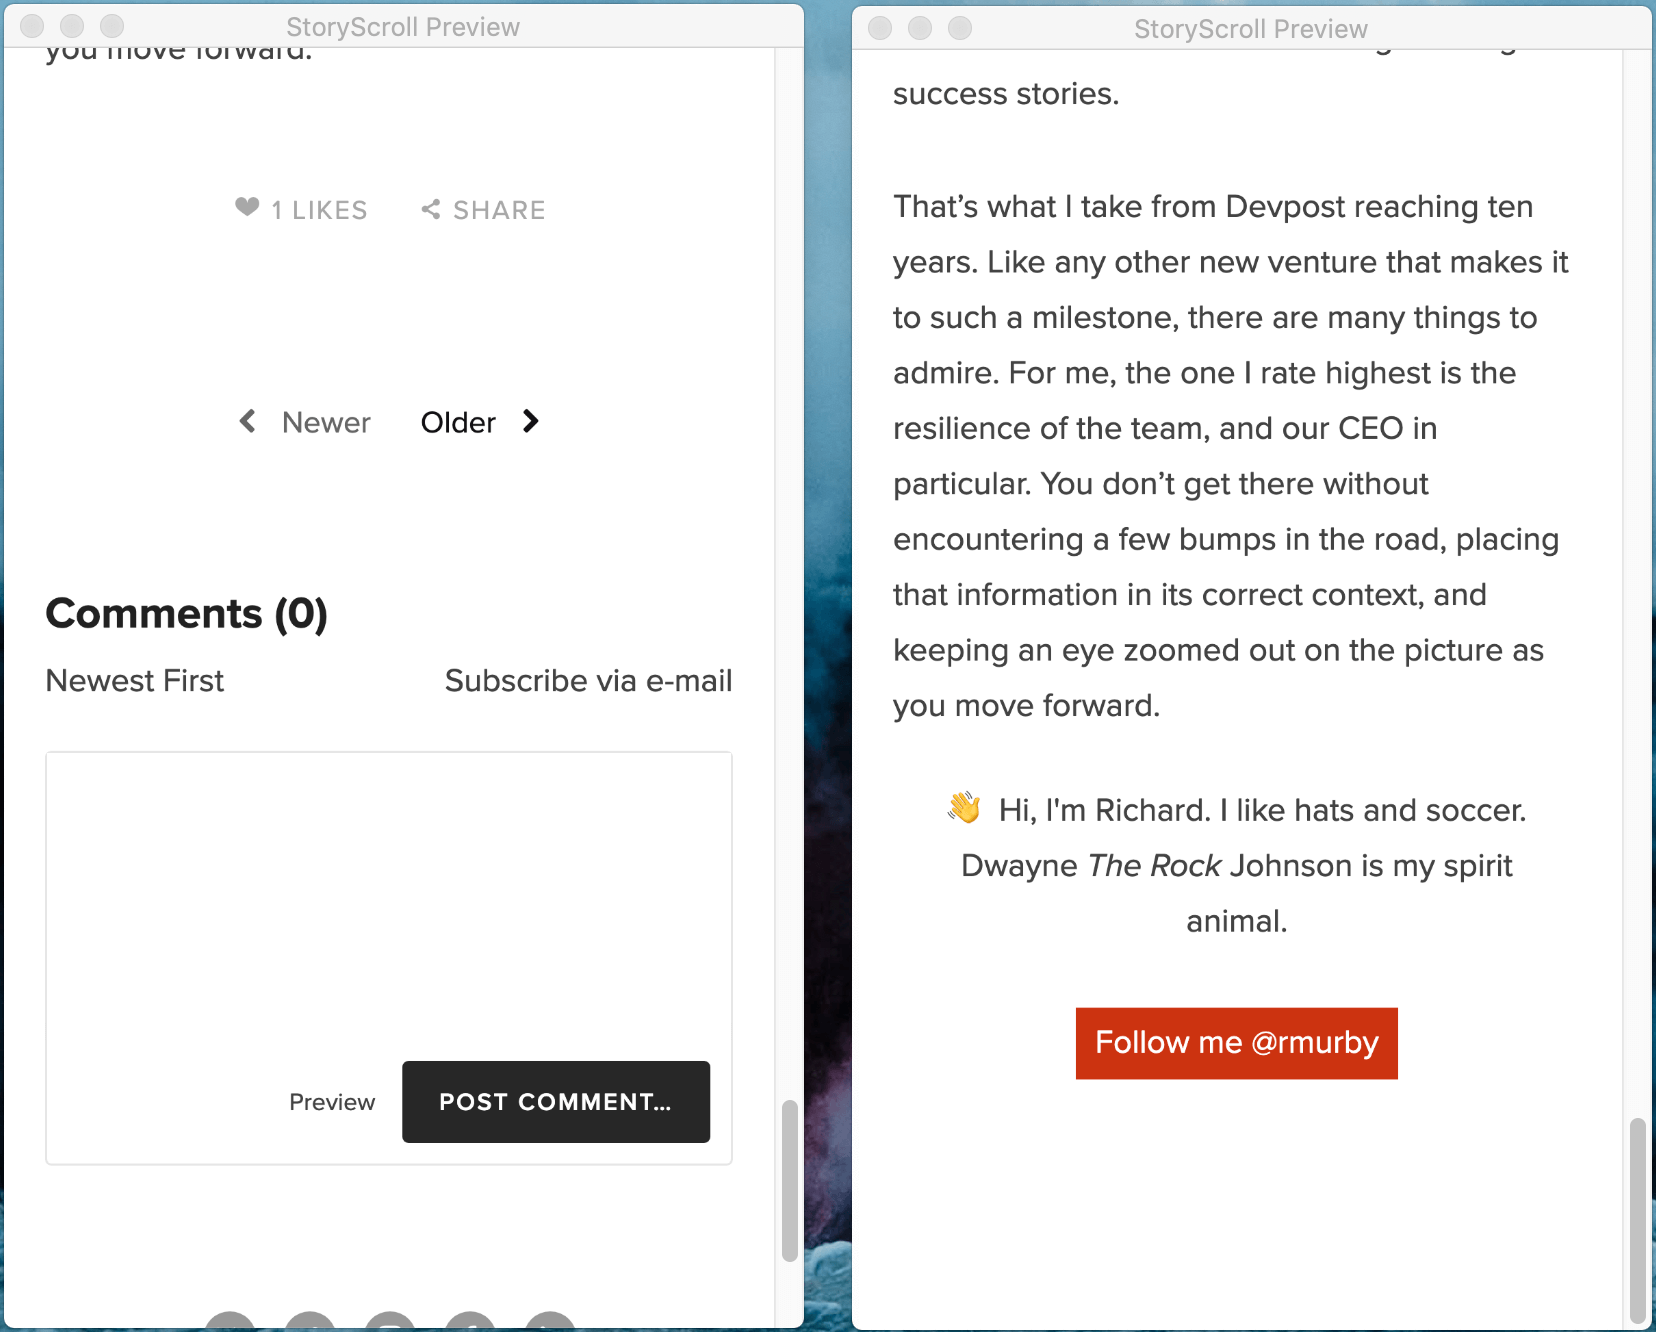 StoryScroll Preview
you move forward.
1 LIKES
SHARE
Newer
Older
Comments (0)
Newest First
Subscribe via e-mail
Preview
POST COMMENT...
StoryScroll Preview
success stories.
That’s what I take from Devpost reaching ten
years. Like any other new venture that makes it
to such a milestone, there are many things to
admire. For me, the one I rate highest is the
resilience of the team, and our CEO in
particular. You don’t get there without
encountering a few bumps in the road, placing
that information in its correct context, and
keeping an eye zoomed out on the picture as
you move forward.
👋 Hi, I'm Richard. I like hats and soccer.
Dwayne The Rock Johnson is my spirit
animal.
Follow me @rmurby